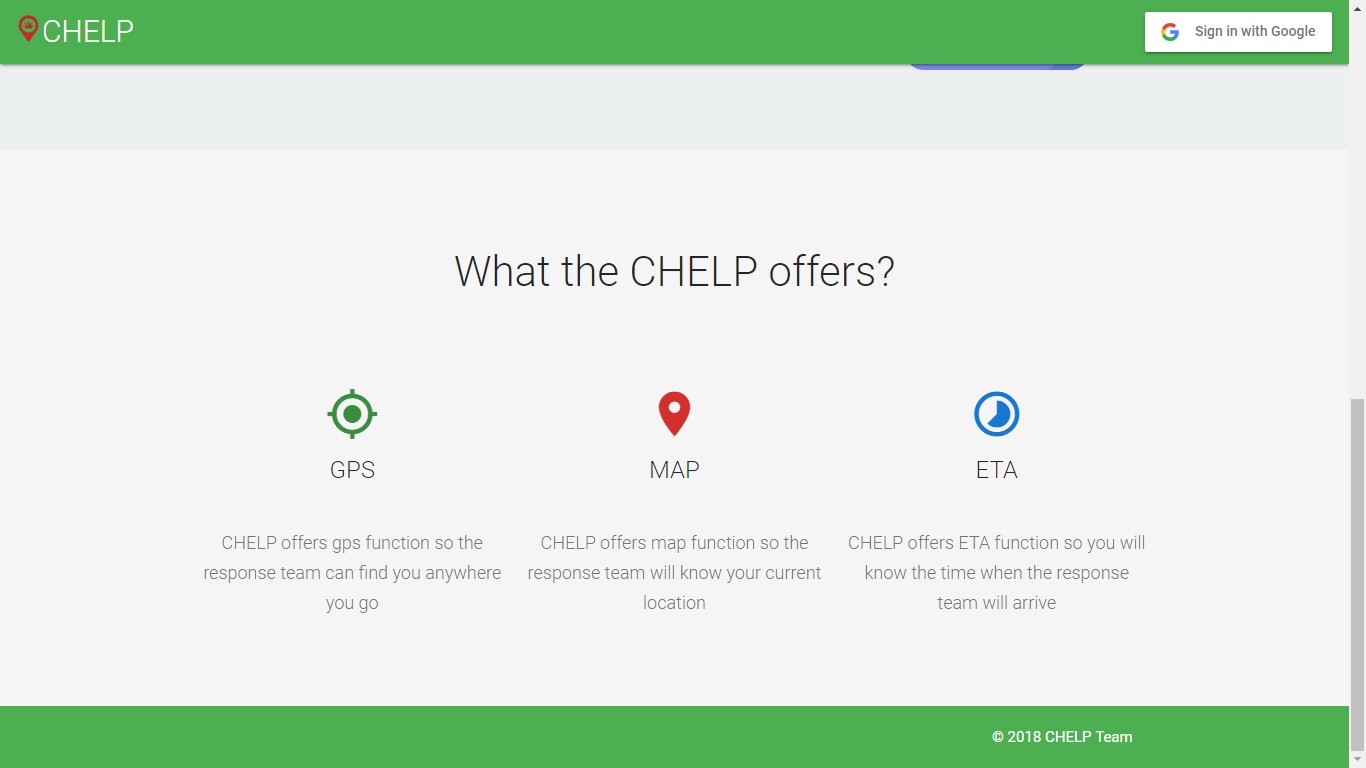 CHELP
Sign in with Google
What the CHELP offers?
GPS
CHELP offers gps function so the
response team can find you anywhere
you go
MAP
CHELP offers map function so the
response team will know your current
location
ETA
CHELP offers ETA function so you will
know the time when the response
team will arrive
© 2018 CHELP Team